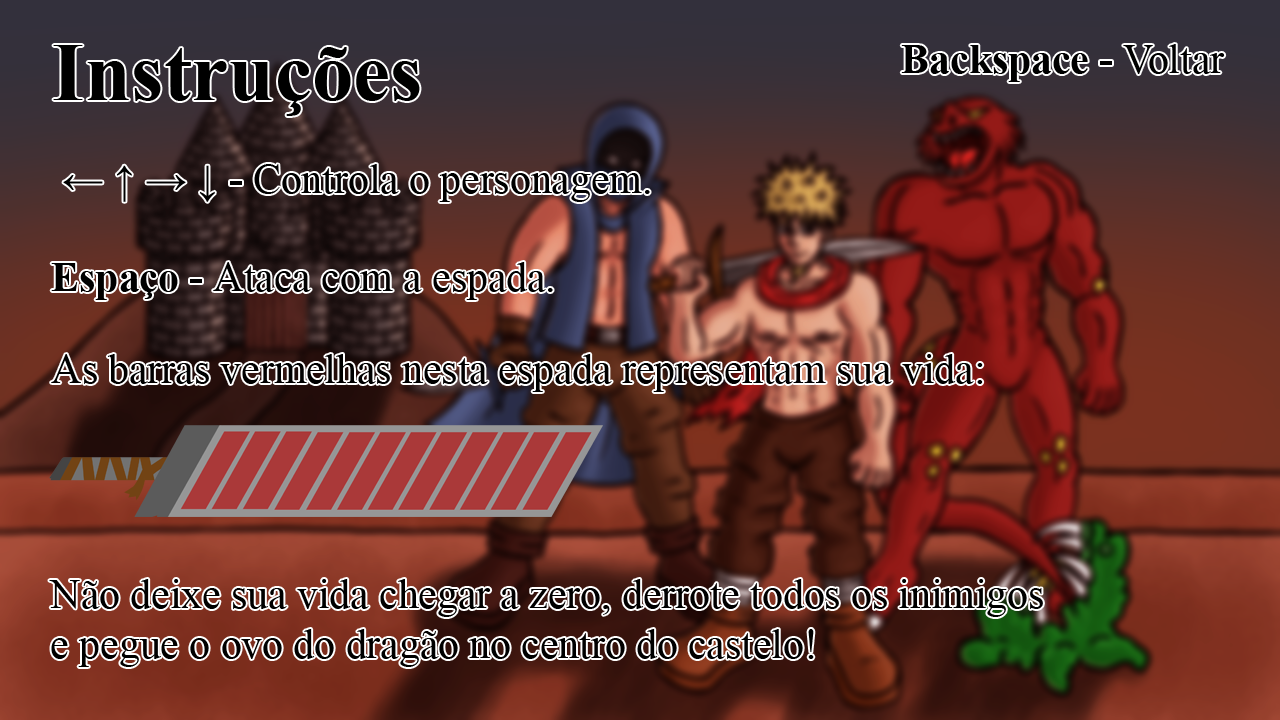 Instruções
Backspace - Voltar
← ↑ → ↓ - Controla o personagem.
Espaço - Ataca com a espada.
As barras vermelhas nesta espada representam sua vida:
Não deixe sua vida chegar a zero, derrote todos os inimigos
e pegue o ovo do dragão no centro do castelo!